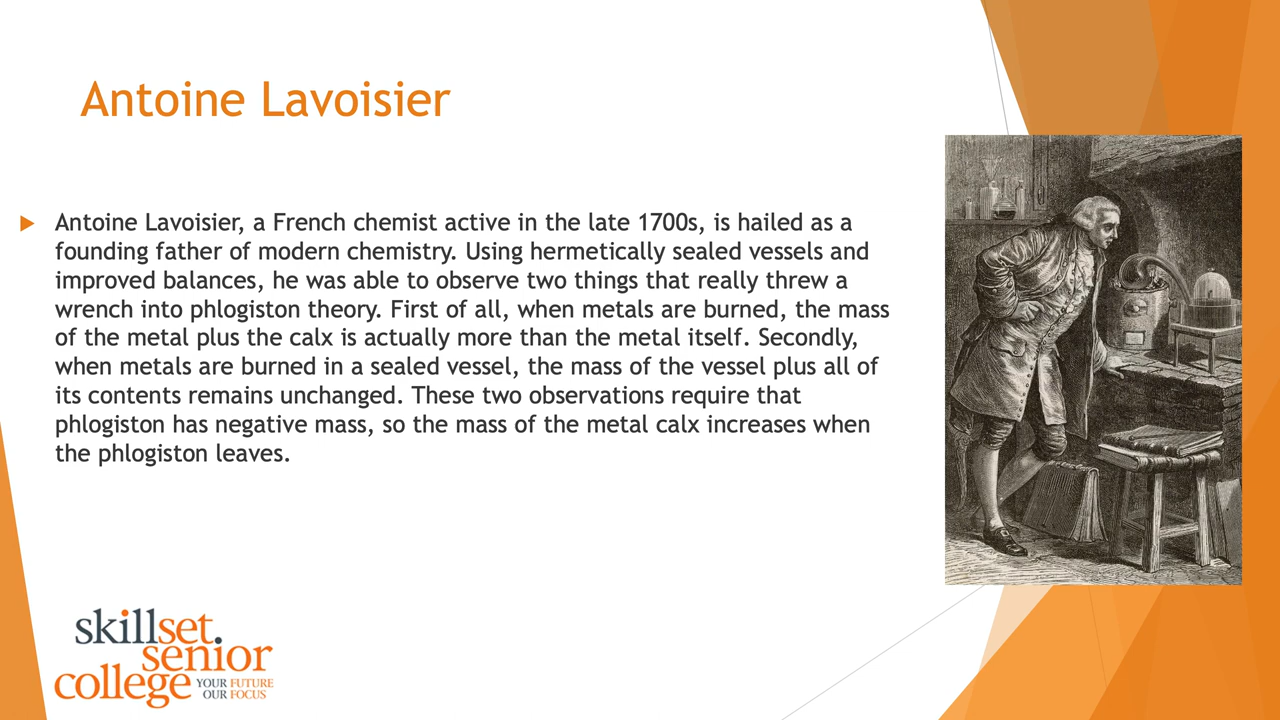 Antoine Lavoisier
Antoine Lavoisier, a French chemist active in the late 1700s, is hailed as a
founding father of modern chemistry. Using hermetically sealed vessels and
improved balances, he was able to observe two things that really threw a
wrench into phlogiston theory. First of all, when metals are burned, the mass
of the metal plus the calx is actually more than the metal itself. Secondly,
when metals are burned in a sealed vessel, the mass of the vessel plus all of
its contents remains unchanged. These two observations require that
phlogiston has negative mass, so the mass of the metal calx increases when
the phlogiston leaves.
skillset.
senior
college YOUR FUTURE
OUR FOCUS